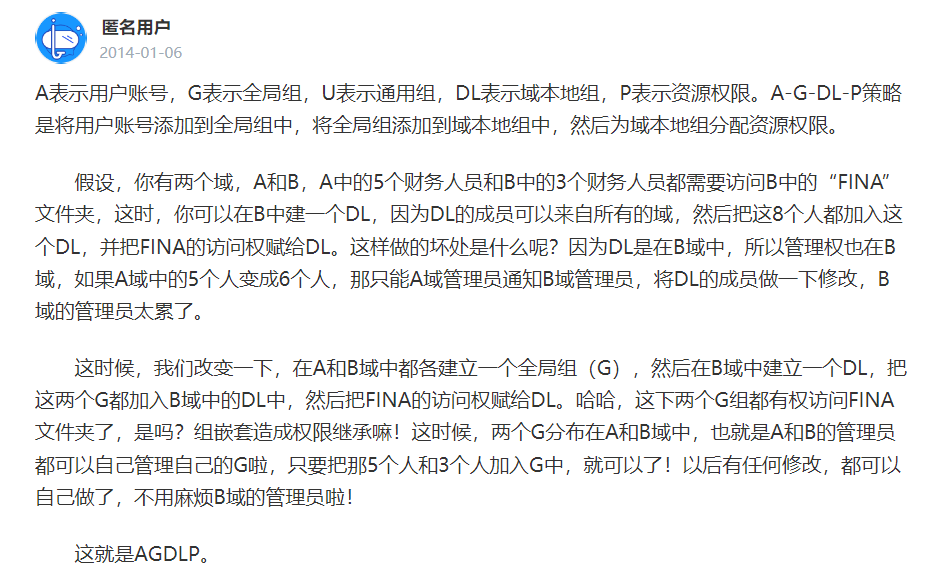 匿名用户
2014-01-06
A表示用户账号，G表示全局组，U表示通用组，DL表示域本地组，P表示资源权限。A-G-DL-P策略
是将用户账号添加到全局组中，将全局组添加到域本地组中，然后为域本地组分配资源权限。
假设，你有两个域，A和B，A中的5个财务人员和B中的3个财务人员都需要访问B中的“FINA”
文件夹，这时，你可以在B中建一个DL，因为DL的成员可以来自所有的域，然后把这8个人都加入这
个DL，并把FINA的访问权赋给DL。这样做的坏处是什么呢？因为DL是在B域中，所以管理权也在B
域，如果A域中的5个人变成6个人，那只能A域管理员通知B域管理员，将DL的成员做一下修改，B
域的管理员太累了。
这时候，我们改变一下，在A和B域中都各建立一个全局组（G），然后在B域中建立一个DL，把
这两个G都加入B域中的DL中，然后把FINA的访问权赋给DL。哈哈，这下两个G组都有权访问FINA
文件夹了，是吗？组嵌套造成权限继承嘛！这时候，两个G分布在A和B域中，也就是A和B的管理员
都可以自己管理自己的G啦，只要把那5个人和3个人加入G中，就可以了！以后有任何修改，都可以
自己做了，不用麻烦B域的管理员啦！
这就是AGDLP。